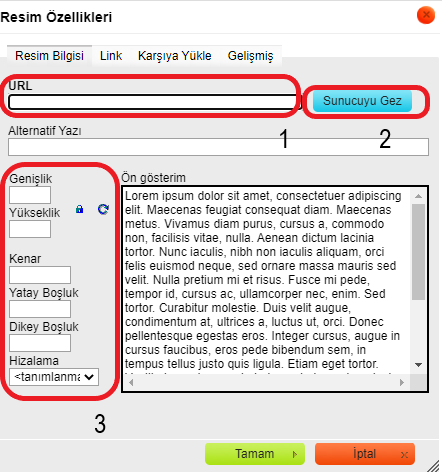 Resim Özellikleri
Resim Bilgisi Link Karşıya Yükle Gelişmiş
URL
Sunucuyu Gez
1
2
Alternatif Yazı
Genişlik
Yükseklik
Kenar
Yatay Boşluk
Dikey Boşluk
Hizalama
<tanımlanma
3
Ön gösterim
Lorem ipsum dolor sit amet, consectetuer adipiscing
elit. Maecenas feugiat consequat diam. Maecenas
metus. Vivamus diam purus, cursus a, commodo
non, facilisis vitae, nulla. Aenean dictum lacinia
tortor. Nunc iaculis, nibh non iaculis aliquam, orci
felis euismod neque, sed ornare massa mauris sed
velit. Nulla pretium mi et risus. Fusce mi pede,
tempor id, cursus ac, ullamcorper nec, enim. Sed
tortor. Curabitur molestie. Duis velit augue,
condimentum at, ultrices a, luctus ut, orci. Donec
pellentesque egestas eros. Integer cursus, augue in
cursus faucibus, eros pede bibendum sem, in
tempus tellus justo quis ligula. Etiam eget tortor.
Tamam
İptal